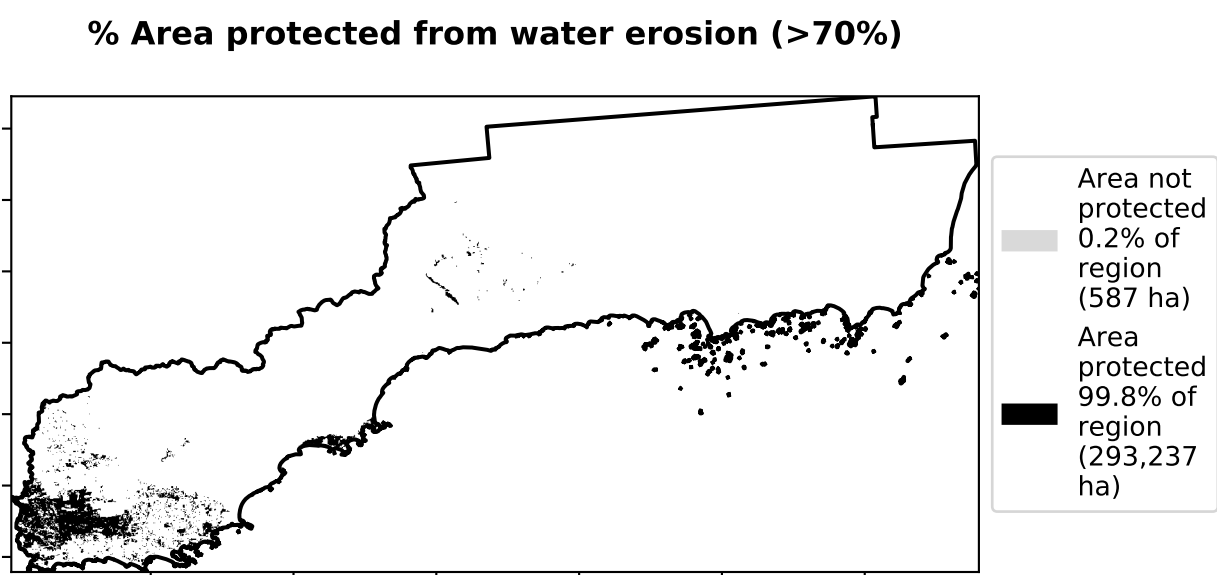 % Area protected from water erosion (>70%)
Area not
protected
0.2% of
region
(587 ha)
Area
protected
99.8% of
region
(293,237
ha)